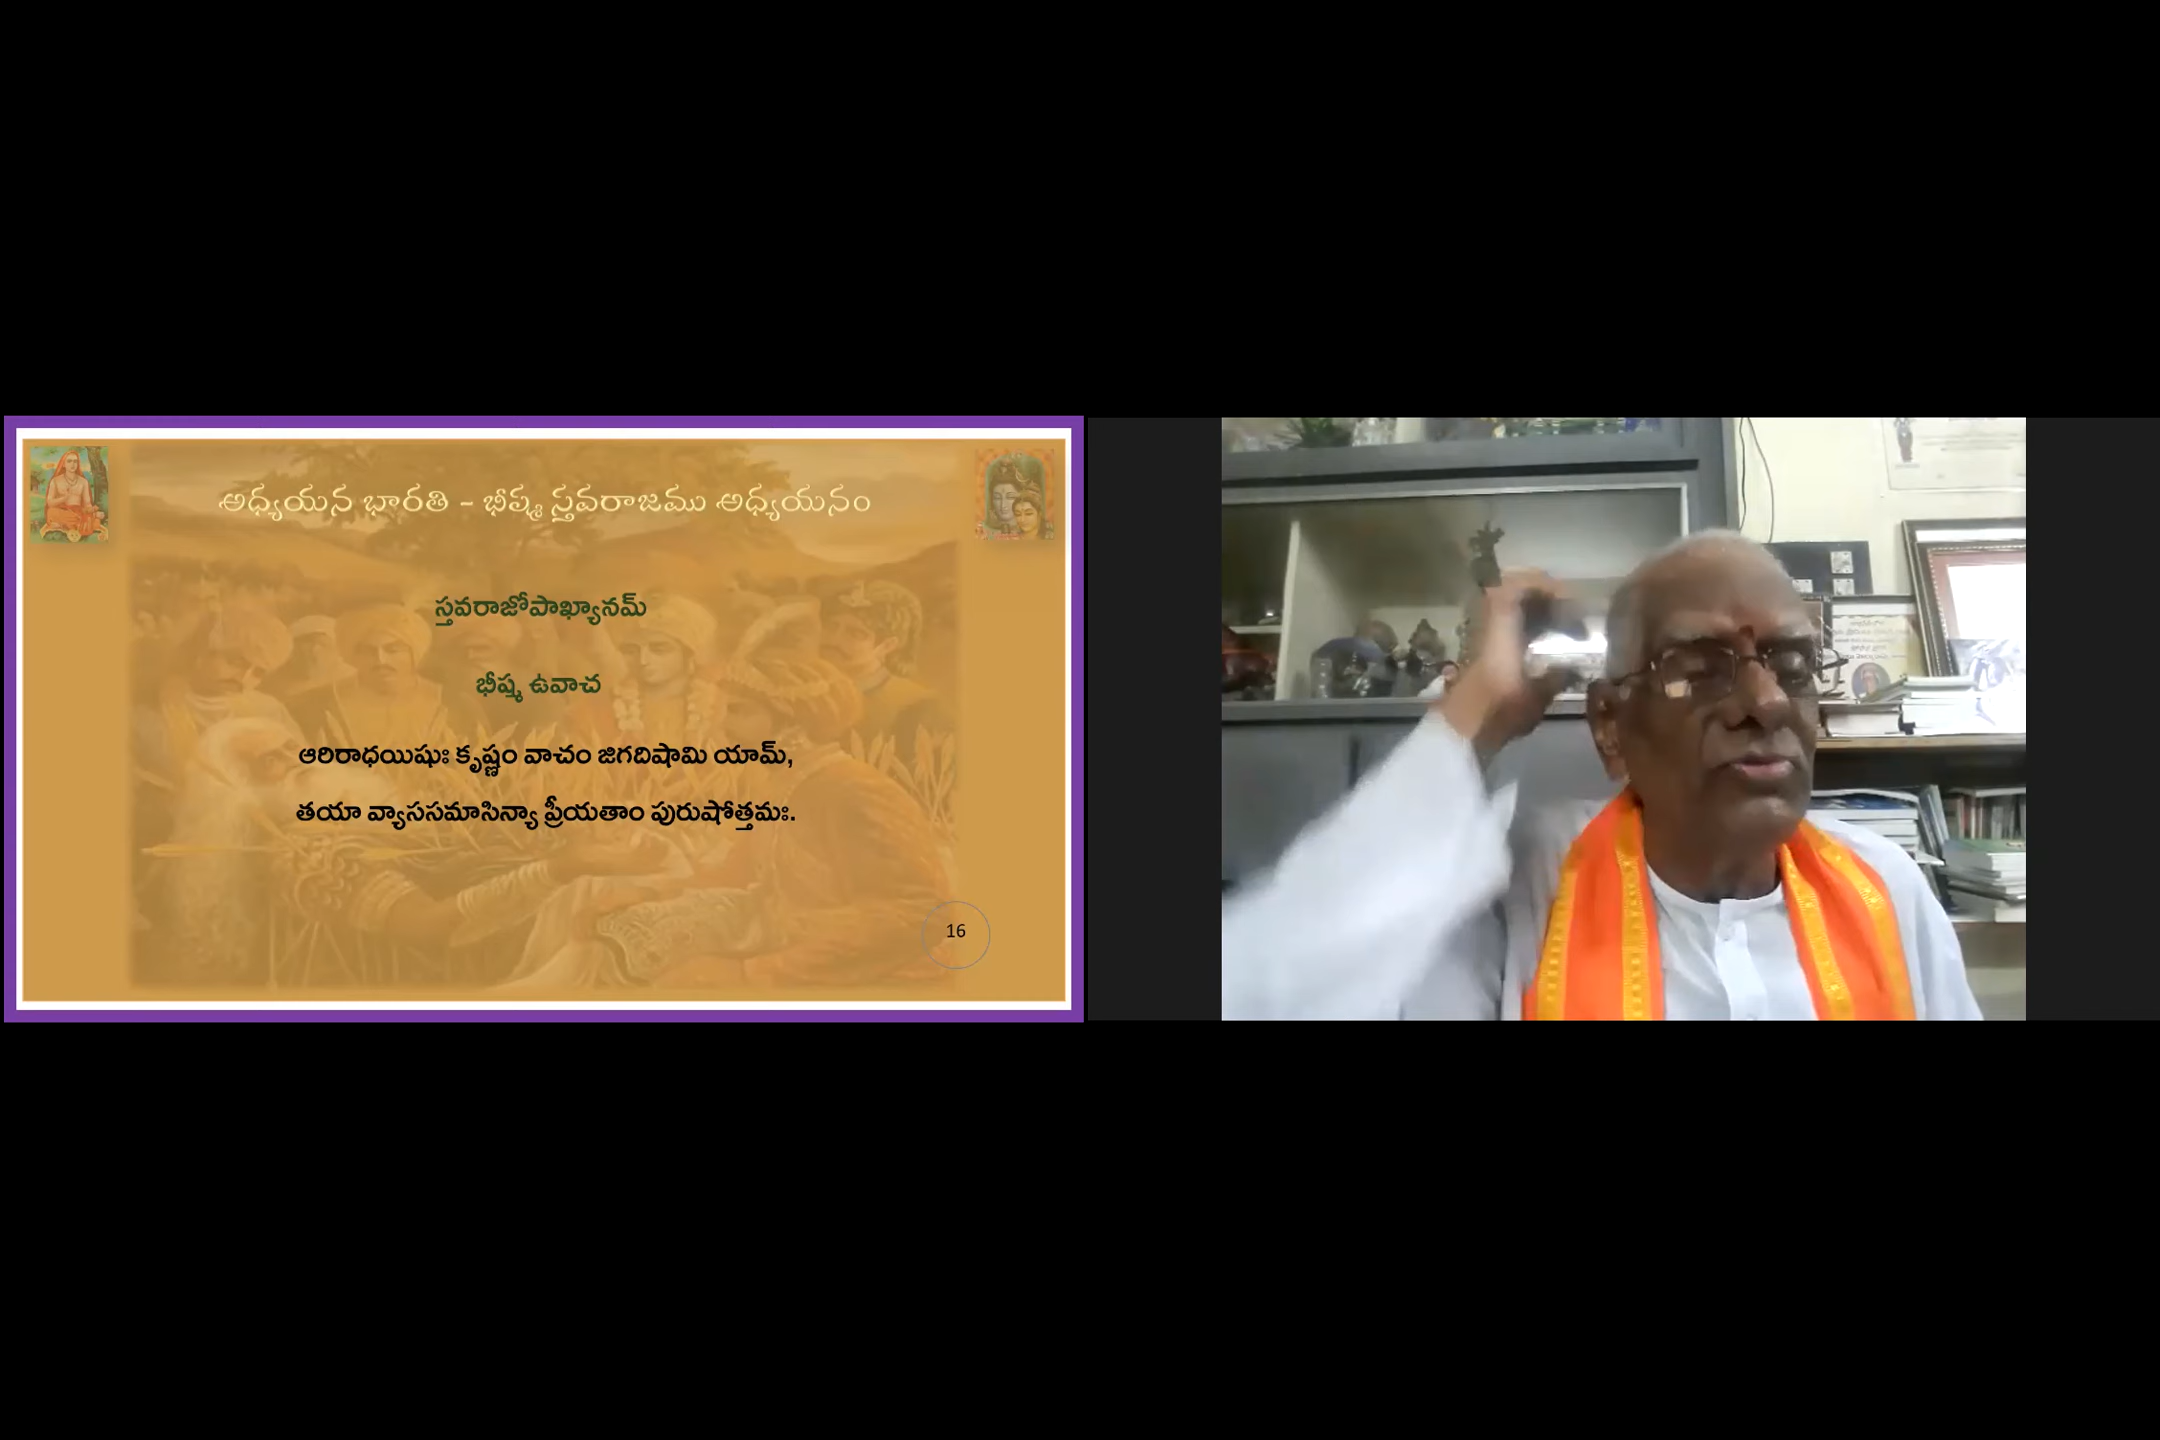 అధ్యయన భారతి – భీష్మ స్తవరాజము అధ్యయనం
స్తవరాజోపాఖ్యానమ్
భీష్మ ఉవాచ
ఆరిరాధయిషుః కృష్ణం వాచం జిగదిషామి యామ్,
తయా వ్యాససమాసిన్యా ప్రీయతాం పురుషోత్తమః.
16